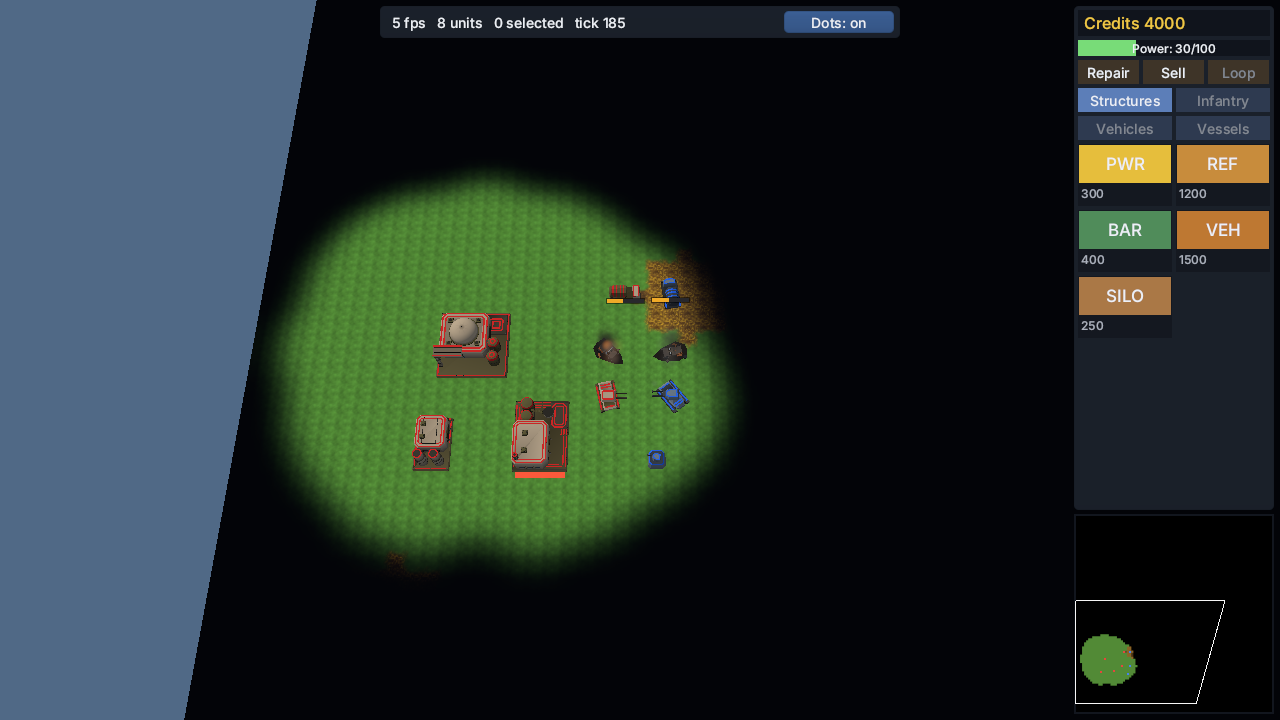 5 fps 8 units 0 selected tick 185 Dots: on
Credits 4000
Power: 30/100
Repair Sell Loop
Structures Infantry
Vehicles Vessels
PWR REF
300 1200
BAR VEH
400 1500
SILO
250